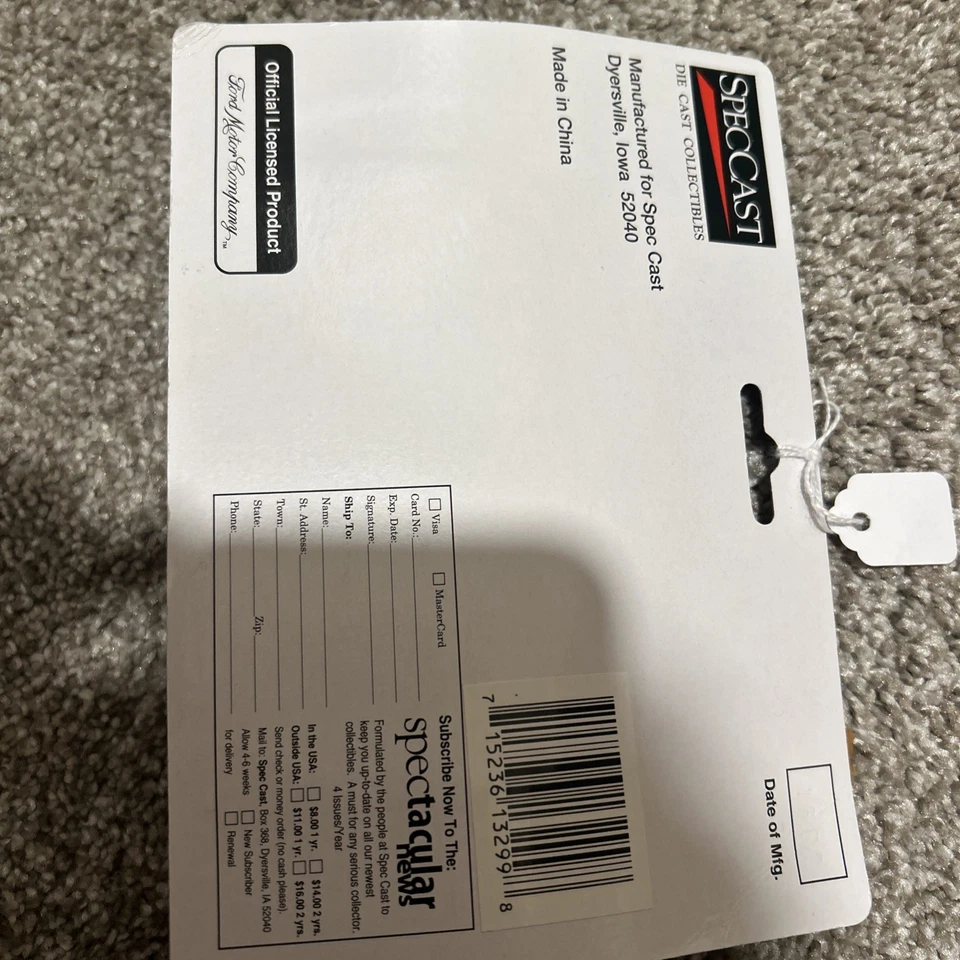 SPECCAST
DIE CAST COLLECTIBLES
Manufactured for Spec Cast
Dyersville, Iowa 52040
Made in China
Official Licensed Product
Ford Motor Company™
Date of Mfg.
7 15236 13299 8
Visa MasterCard
Card No.:
Exp. Date:
Signature:
Ship To:
Name:
St. Address:
Town:
State: Zip:
Phone:
Subscribe Now To The:
spectacular
news
Formulated by the people at Spec Cast to
keep you up-to-date on all our newest
collectibles. A must for any serious collector.
4 Issues/Year
In the USA: $8.00 1 yr. $14.00 2 yrs.
Outside USA: $11.00 1 yr. $16.00 2 yrs.
Send check or money order (no cash please).
Mail to: Spec Cast, Box 368, Dyersville, IA 52040
Allow 4-6 weeks New Subscriber
for delivery Renewal